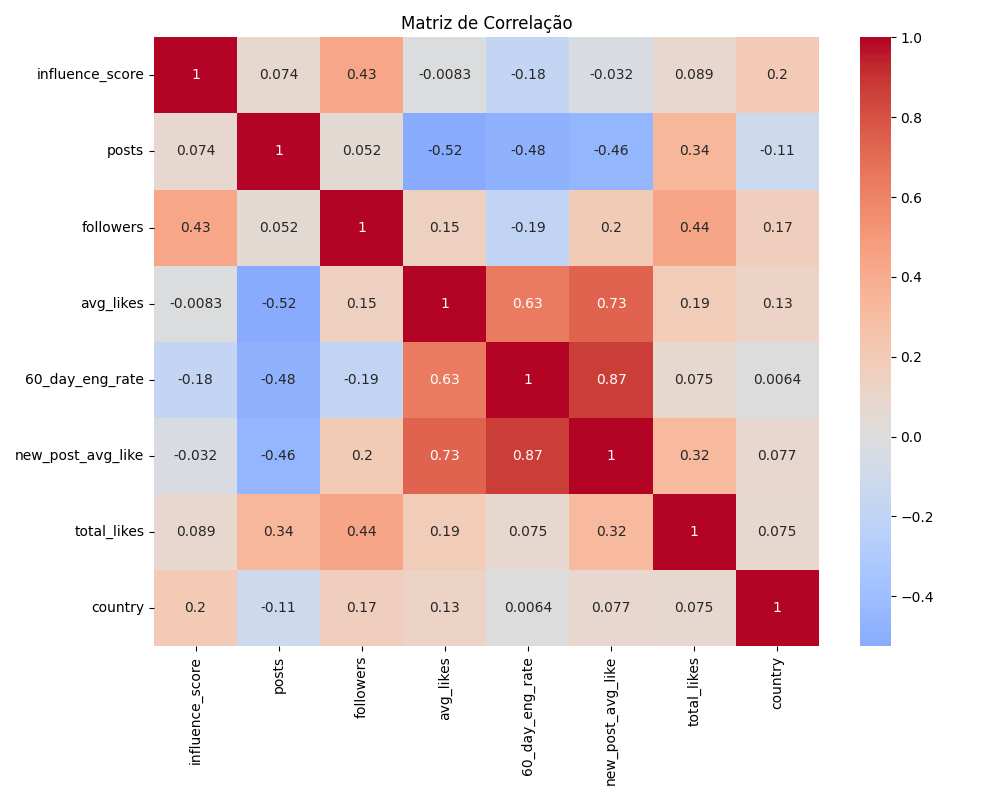 Matriz de Correlação
influence_score 1 0.074 0.43 -0.0083 -0.18 -0.032 0.089 0.2
posts 0.074 1 0.052 -0.52 -0.48 -0.46 0.34 -0.11
followers 0.43 0.052 1 0.15 -0.19 0.2 0.44 0.17
avg_likes -0.0083 -0.52 0.15 1 0.63 0.73 0.19 0.13
60_day_eng_rate -0.18 -0.48 -0.19 0.63 1 0.87 0.075 0.0064
new_post_avg_like -0.032 -0.46 0.2 0.73 0.87 1 0.32 0.077
total_likes 0.089 0.34 0.44 0.19 0.075 0.32 1 0.075
country 0.2 -0.11 0.17 0.13 0.0064 0.077 0.075 1
influence_score
posts
followers
avg_likes
60_day_eng_rate
new_post_avg_like
total_likes
country
1.0
0.8
0.6
0.4
0.2
0.0
−0.2
−0.4